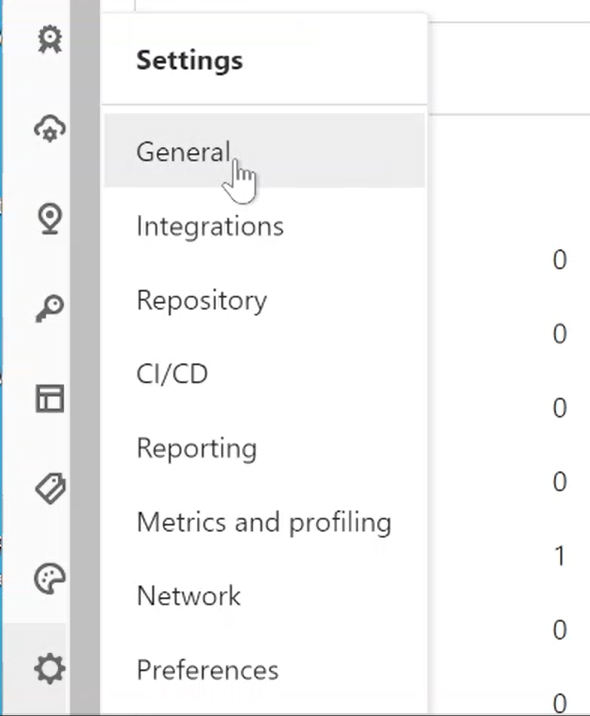 Settings
General
Integrations
0
Repository
0
CI/CD
0
Reporting
0
Metrics and profiling
1
Network
0
Preferences
0